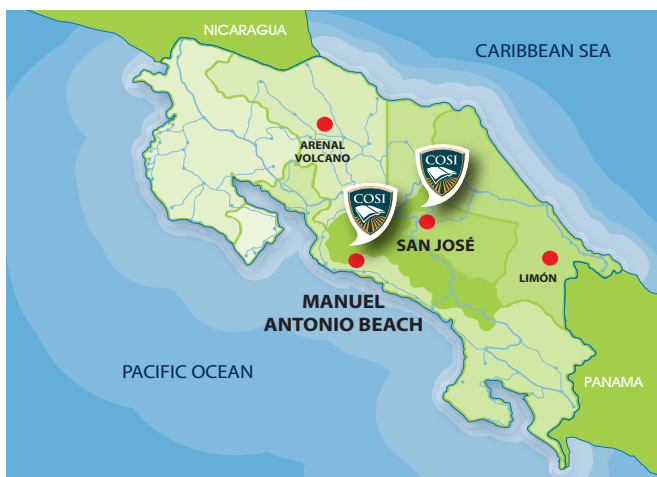 NICARAGUA
CARIBBEAN SEA
ARENAL
VOLCANO
COSI
COSI
SAN JOSÉ
LIMÓN
MANUEL
ANTONIO BEACH
PACIFIC OCEAN
PANAMA